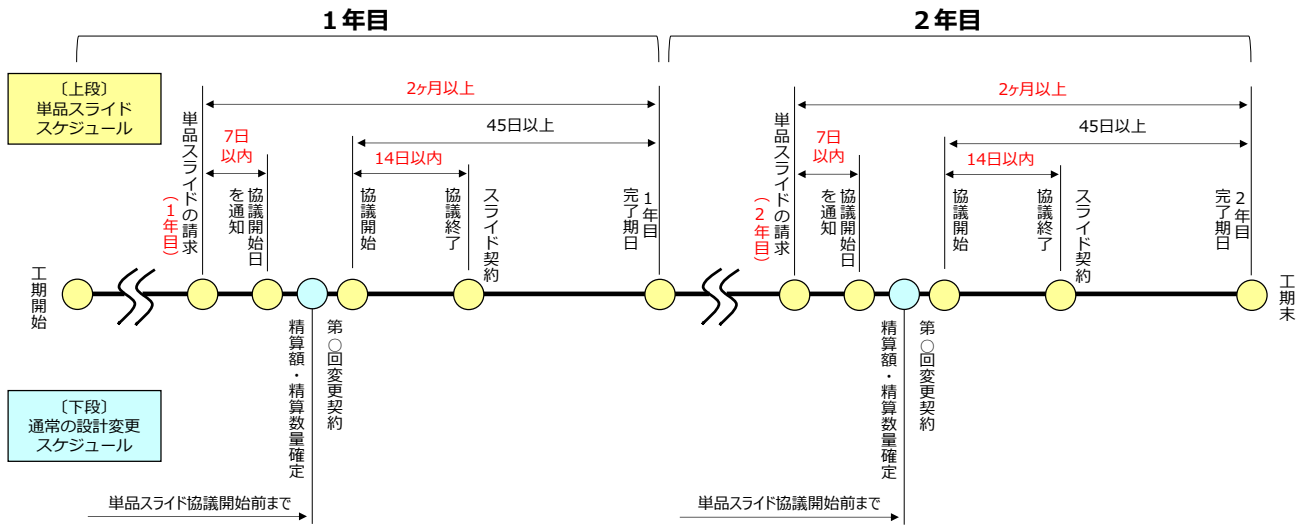 1年目
2年目
〔上段〕
単品スライド
スケジュール
2ヶ月以上
45日以上
7日
以内
14日以内
単品スライドの請求
（1年目）
協議開始日
を通知
協議開始
協議終了
スライド契約
1年目
完了期日
2ヶ月以上
45日以上
7日
以内
14日以内
単品スライドの請求
（2年目）
協議開始日
を通知
協議開始
協議終了
スライド契約
2年目
完了期日
工期開始
工期末
精算額・精算数量確定
第○回変更契約
精算額・精算数量確定
第○回変更契約
〔下段〕
通常の設計変更
スケジュール
単品スライド協議開始前まで
単品スライド協議開始前まで